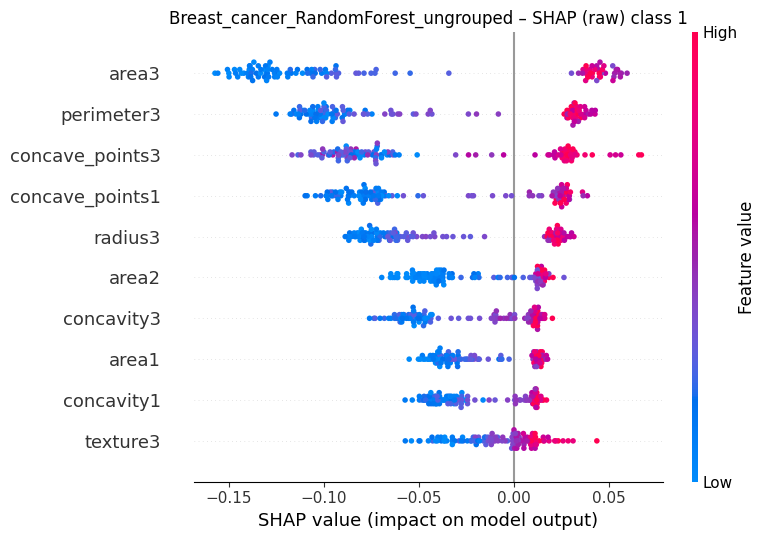 Breast_cancer_RandomForest_ungrouped – SHAP (raw) class 1
High
area3
perimeter3
concave_points3
concave_points1
radius3
area2
concavity3
area1
concavity1
texture3
Feature value
Low
−0.15 −0.10 −0.05 0.00 0.05
SHAP value (impact on model output)